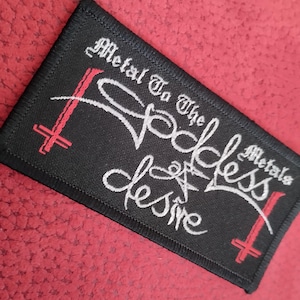 Metal To The
Goddess
Metals
of
desire